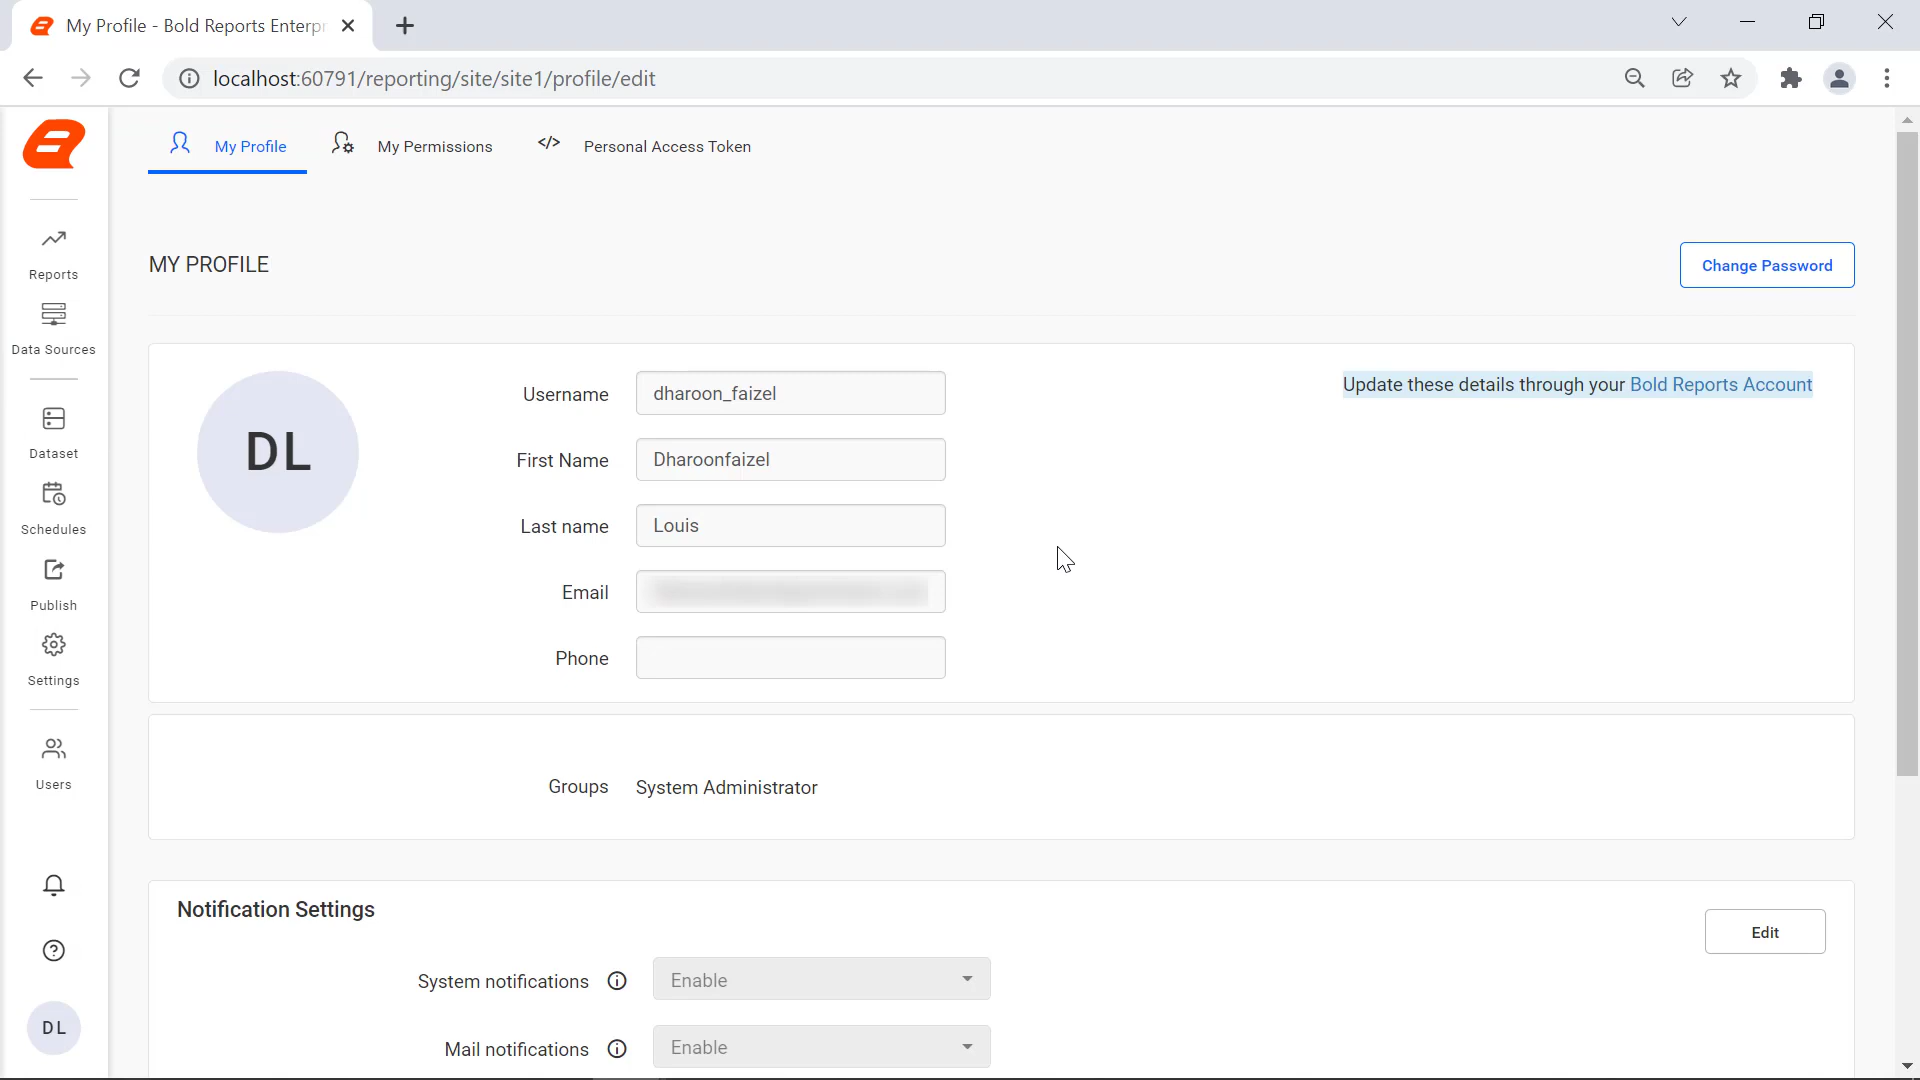 My Profile - Bold Reports Enterpr
localhost:60791/reporting/site/site1/profile/edit
My Profile
My Permissions
Personal Access Token
MY PROFILE
Change Password
Reports
Data Sources
Dataset
Schedules
Publish
Settings
Users
DL
DL
Username dharoon_faizel
First Name Dharoonfaizel
Last name Louis
Email
Phone
Update these details through your Bold Reports Account
Groups System Administrator
Notification Settings
Edit
System notifications Enable
Mail notifications Enable